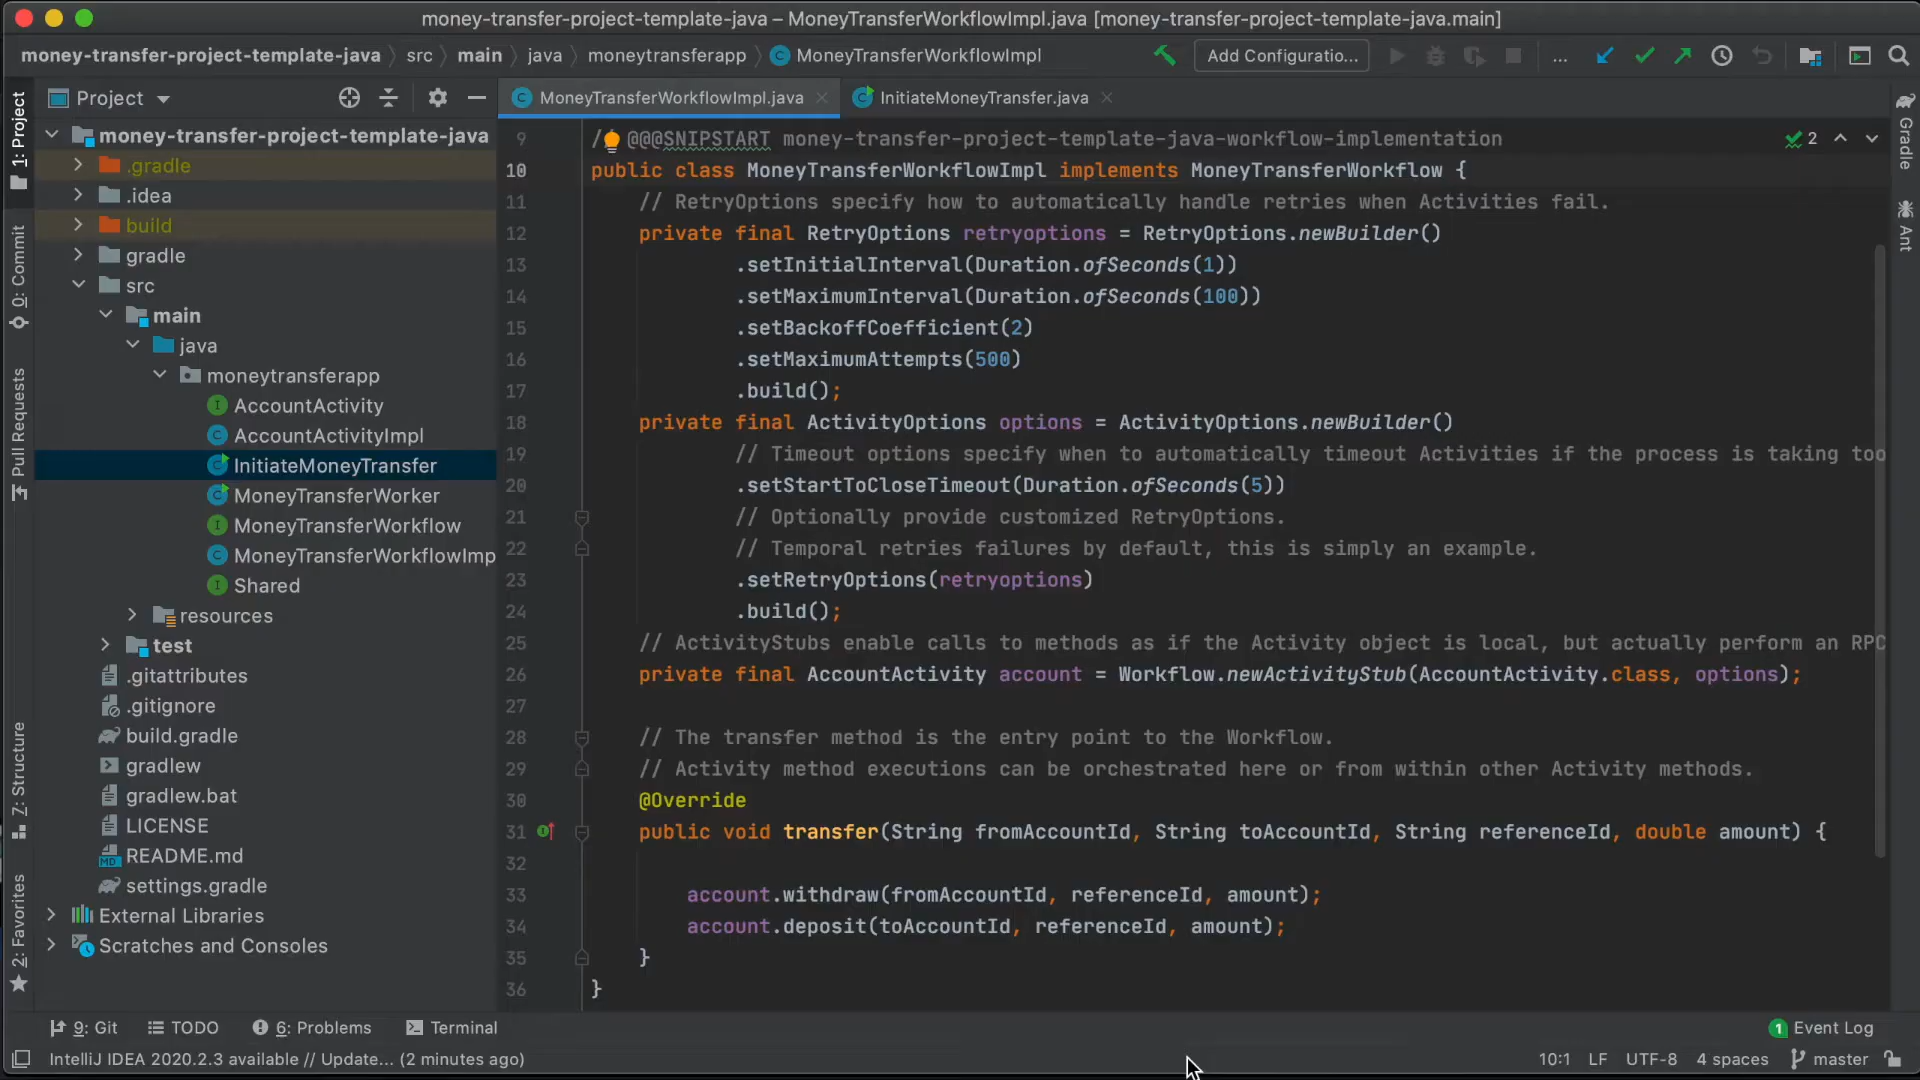 money-transfer-project-template-java – MoneyTransferWorkflowImpl.java [money-transfer-project-template-java.main]
money-transfer-project-template-java src main java moneytransferapp MoneyTransferWorkflowImpl Add Configuratio... ...
1: Project
0: Commit
Pull Requests
Z: Structure
2: Favorites
Project
money-transfer-project-template-java
.gradle
.idea
build
gradle
src
main
java
moneytransferapp
AccountActivity
AccountActivityImpl
InitiateMoneyTransfer
MoneyTransferWorker
MoneyTransferWorkflow
MoneyTransferWorkflowImp
Shared
resources
test
.gitattributes
.gitignore
build.gradle
gradlew
gradlew.bat
LICENSE
README.md
settings.gradle
External Libraries
Scratches and Consoles
MoneyTransferWorkflowImpl.java InitiateMoneyTransfer.java
9 / @@@SNIPSTART money-transfer-project-template-java-workflow-implementation 2
10 public class MoneyTransferWorkflowImpl implements MoneyTransferWorkflow {
11 // RetryOptions specify how to automatically handle retries when Activities fail.
12 private final RetryOptions retryoptions = RetryOptions.newBuilder()
13 .setInitialInterval(Duration.ofSeconds(1))
14 .setMaximumInterval(Duration.ofSeconds(100))
15 .setBackoffCoefficient(2)
16 .setMaximumAttempts(500)
17 .build();
18 private final ActivityOptions options = ActivityOptions.newBuilder()
19 // Timeout options specify when to automatically timeout Activities if the process is taking too
20 .setStartToCloseTimeout(Duration.ofSeconds(5))
21 // Optionally provide customized RetryOptions.
22 // Temporal retries failures by default, this is simply an example.
23 .setRetryOptions(retryoptions)
24 .build();
25 // ActivityStubs enable calls to methods as if the Activity object is local, but actually perform an RPC
26 private final AccountActivity account = Workflow.newActivityStub(AccountActivity.class, options);
27
28 // The transfer method is the entry point to the Workflow.
29 // Activity method executions can be orchestrated here or from within other Activity methods.
30 @Override
31 public void transfer(String fromAccountId, String toAccountId, String referenceId, double amount) {
32
33 account.withdraw(fromAccountId, referenceId, amount);
34 account.deposit(toAccountId, referenceId, amount);
35 }
36 }
Gradle
Ant
9: Git TODO 6: Problems Terminal 1 Event Log
IntelliJ IDEA 2020.2.3 available // Update... (2 minutes ago) 10:1 LF UTF-8 4 spaces master